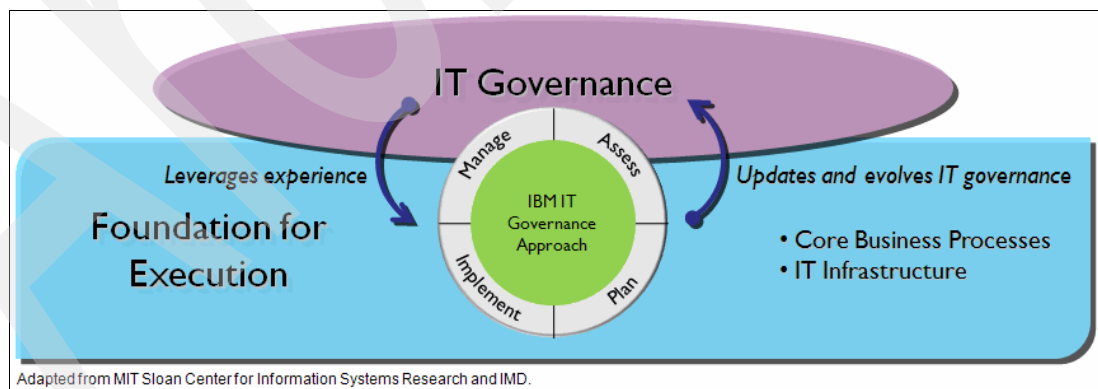 IT Governance
Manage
Assess
Leverages experience
Updates and evolves IT governance
IBM IT
Governance
Approach
Foundation for
Execution
• Core Business Processes
• IT Infrastructure
Implement
Plan
Adapted from MIT Sloan Center for Information Systems Research and IMD.